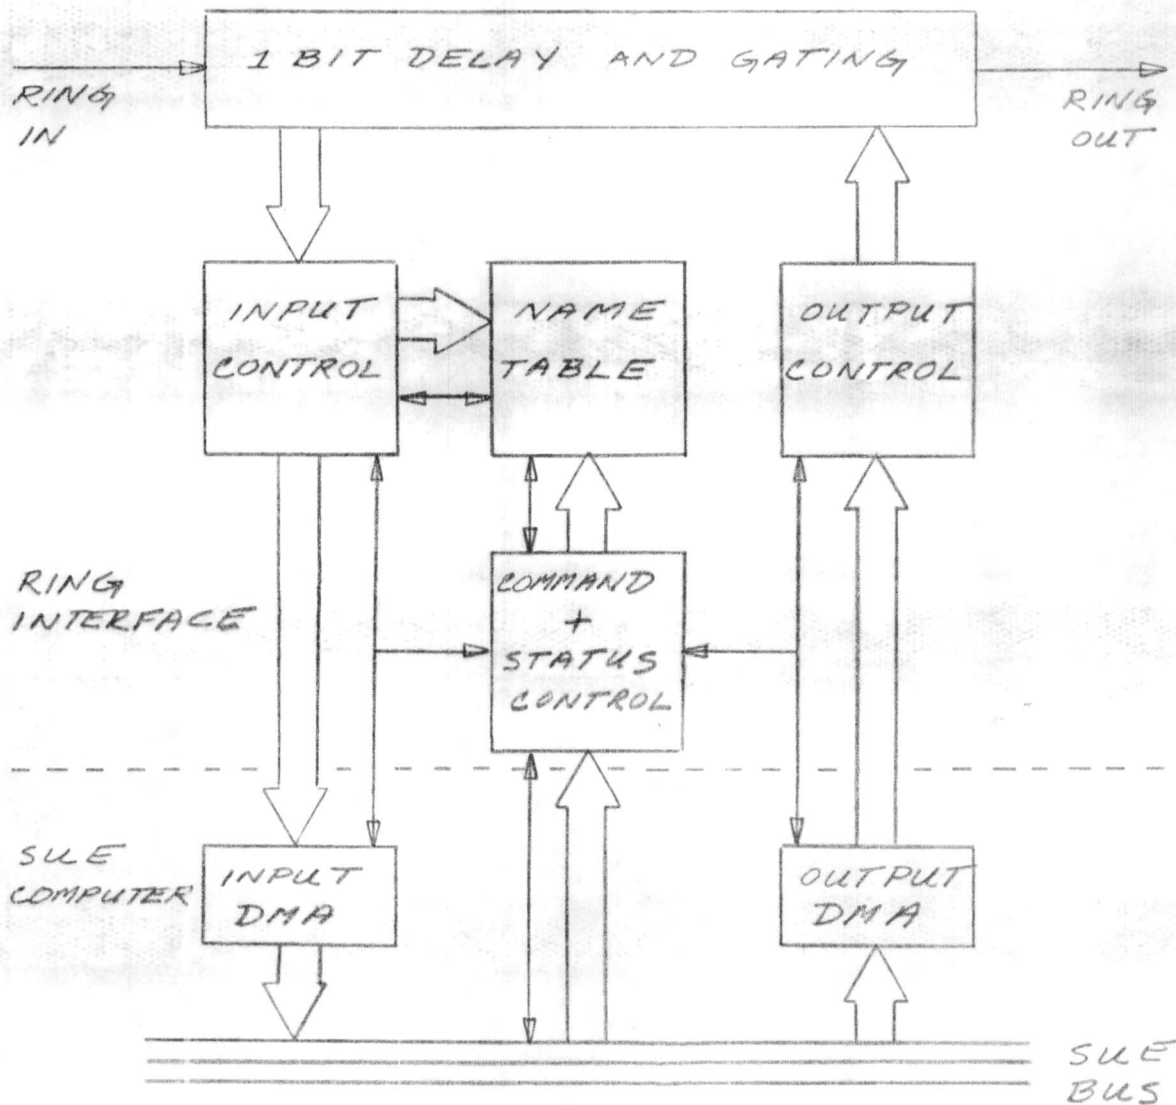 1 BIT DELAY AND GATING
RING
IN
RING
OUT
INPUT
CONTROL
NAME
TABLE
OUTPUT
CONTROL
RING
INTERFACE
COMMAND
+
STATUS
CONTROL
SUE
COMPUTER
INPUT
DMA
OUTPUT
DMA
SUE
BUS